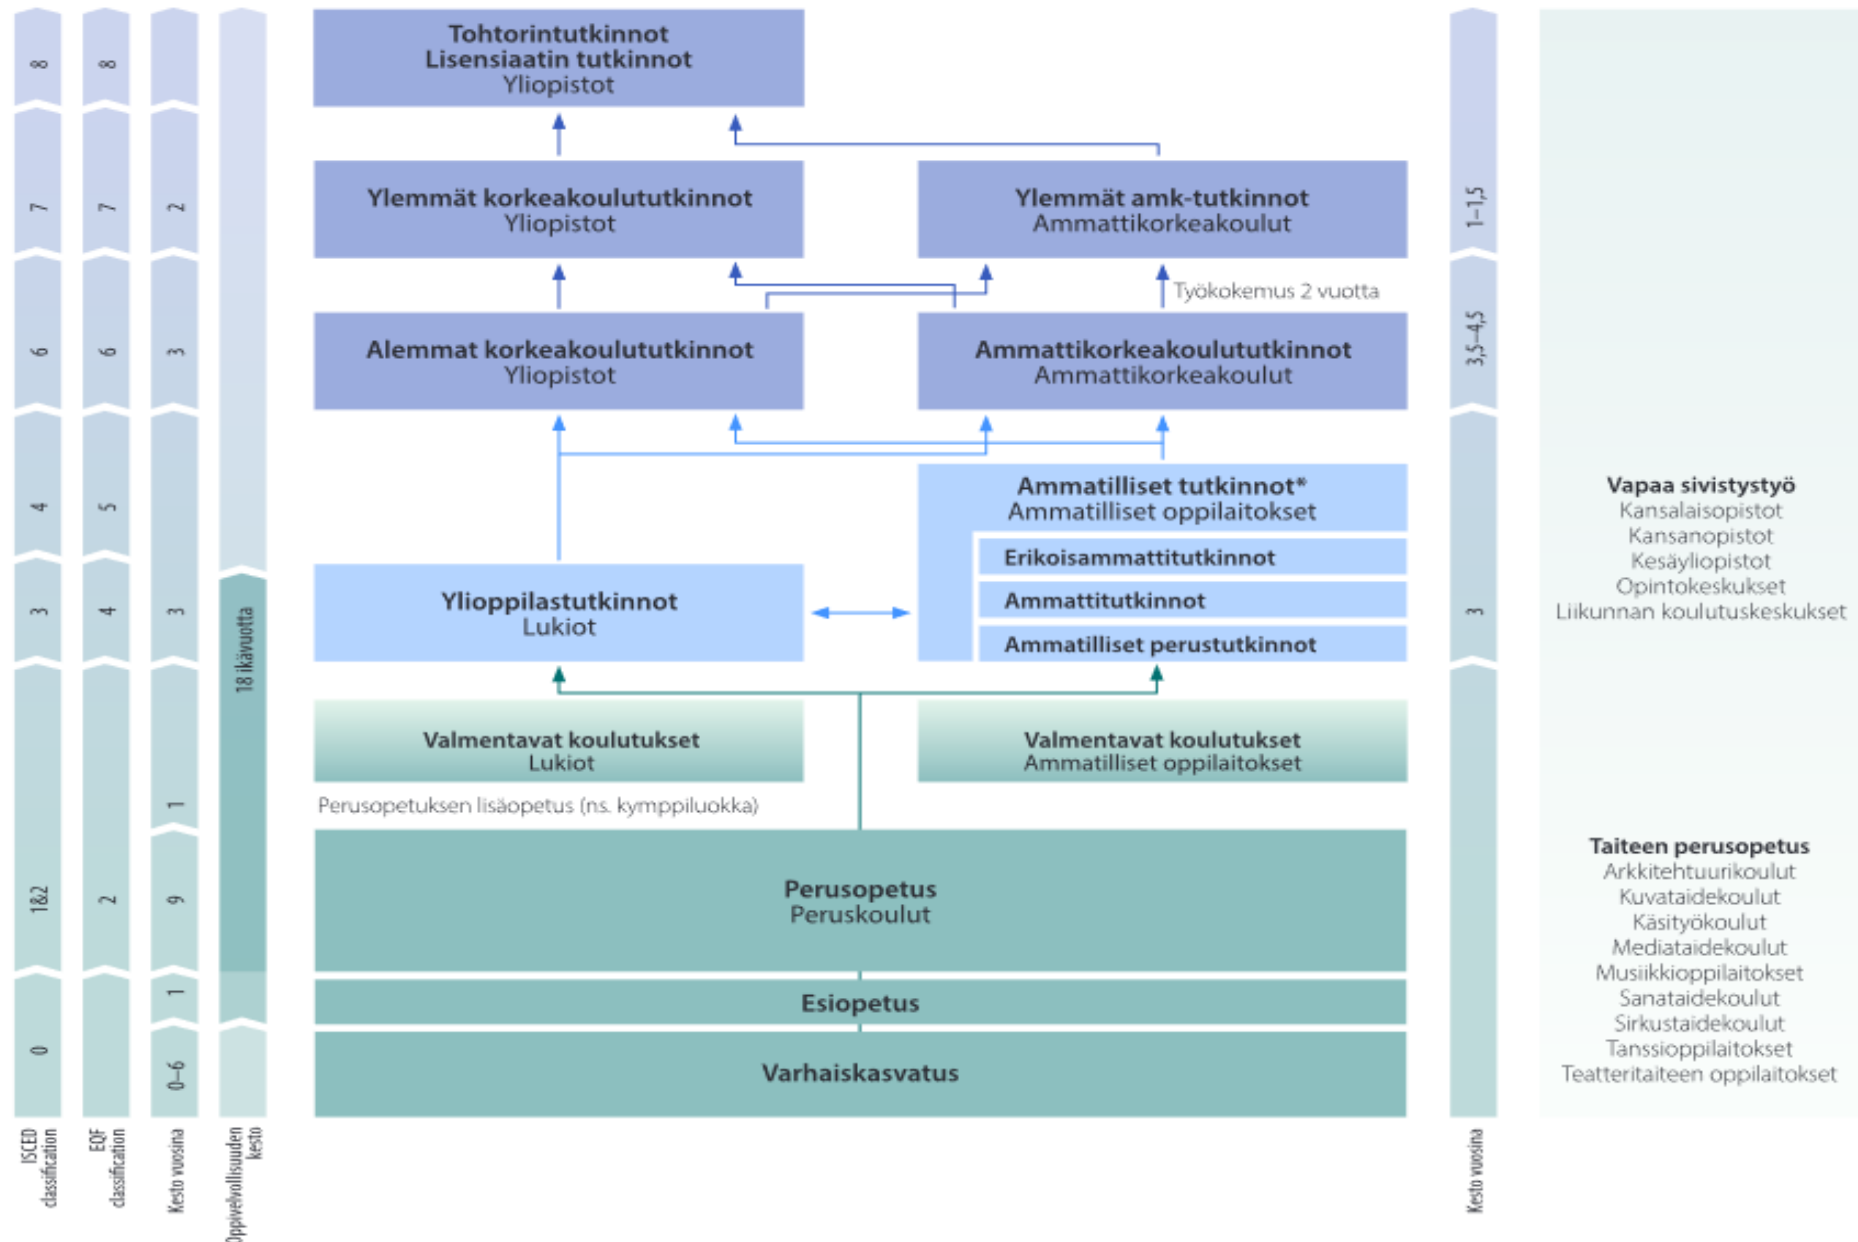 Tohtorintutkinnot
Lisensiaatin tutkinnot
Yliopistot
8
8
Ylemmät korkeakoulututkinnot
Yliopistot
Ylemmät amk-tutkinnot
Ammattikorkeakoulut
7
7
2
1–1,5
Työkokemus 2 vuotta
Alemmat korkeakoulututkinnot
Yliopistot
Ammattikorkeakoulututkinnot
Ammattikorkeakoulut
6
6
3
3,5–4,5
Ammatilliset tutkinnot*
Ammatilliset oppilaitokset
Erikoisammattitutkinnot
Ammattitutkinnot
Ammatilliset perustutkinnot
4
5
Ylioppilastutkinnot
Lukiot
3
4
3
18 ikävuotta
3
Valmentavat koulutukset
Lukiot
Valmentavat koulutukset
Ammatilliset oppilaitokset
Perusopetuksen lisäopetus (ns. kymppiluokka)
1
Perusopetus
Peruskoulut
1&2
2
9
Esiopetus
1
Varhaiskasvatus
0
0–6
ISCED
classification
EQF
classification
Kesto vuosina
Oppivelvollisuuden
kesto
Kesto vuosina
Vapaa sivistystyö
Kansalaisopistot
Kansanopistot
Kesäyliopistot
Opintokeskukset
Liikunnan koulutuskeskukset
Taiteen perusopetus
Arkkitehtuurikoulut
Kuvataidekoulut
Käsityökoulut
Mediataidekoulut
Musiikkioppilaitokset
Sanataidekoulut
Sirkustaidekoulut
Tanssioppilaitokset
Teatteritaiteen oppilaitokset